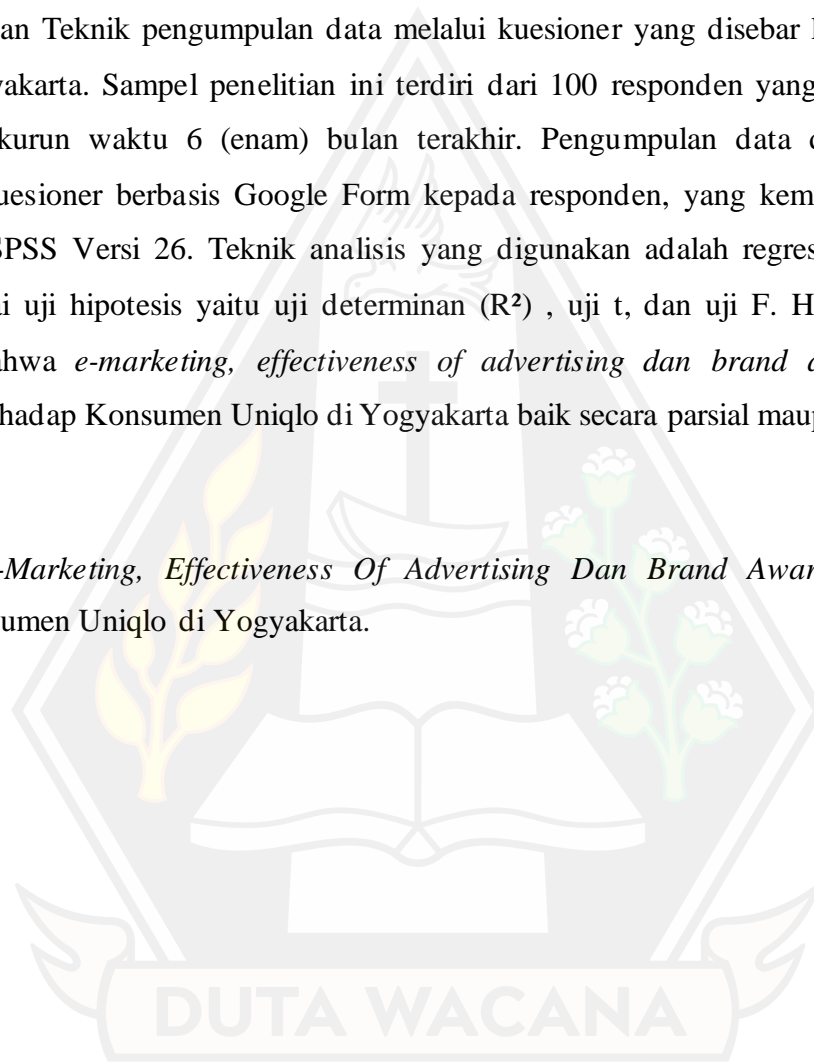 an Teknik pengumpulan data melalui kuesioner yang disebar
yakarta. Sampel penelitian ini terdiri dari 100 responden yang
kurun waktu 6 (enam) bulan terakhir. Pengumpulan data
uesioner berbasis Google Form kepada responden, yang kem
SPSS Versi 26. Teknik analisis yang digunakan adalah regres
ai uji hipotesis yaitu uji determinan (R²) , uji t, dan uji F. H
ahwa e-marketing, effectiveness of advertising dan brand
hadap Konsumen Uniqlo di Yogyakarta baik secara parsial maup
-Marketing, Effectiveness Of Advertising Dan Brand Awar
umen Uniqlo di Yogyakarta.
DUTA WACANA